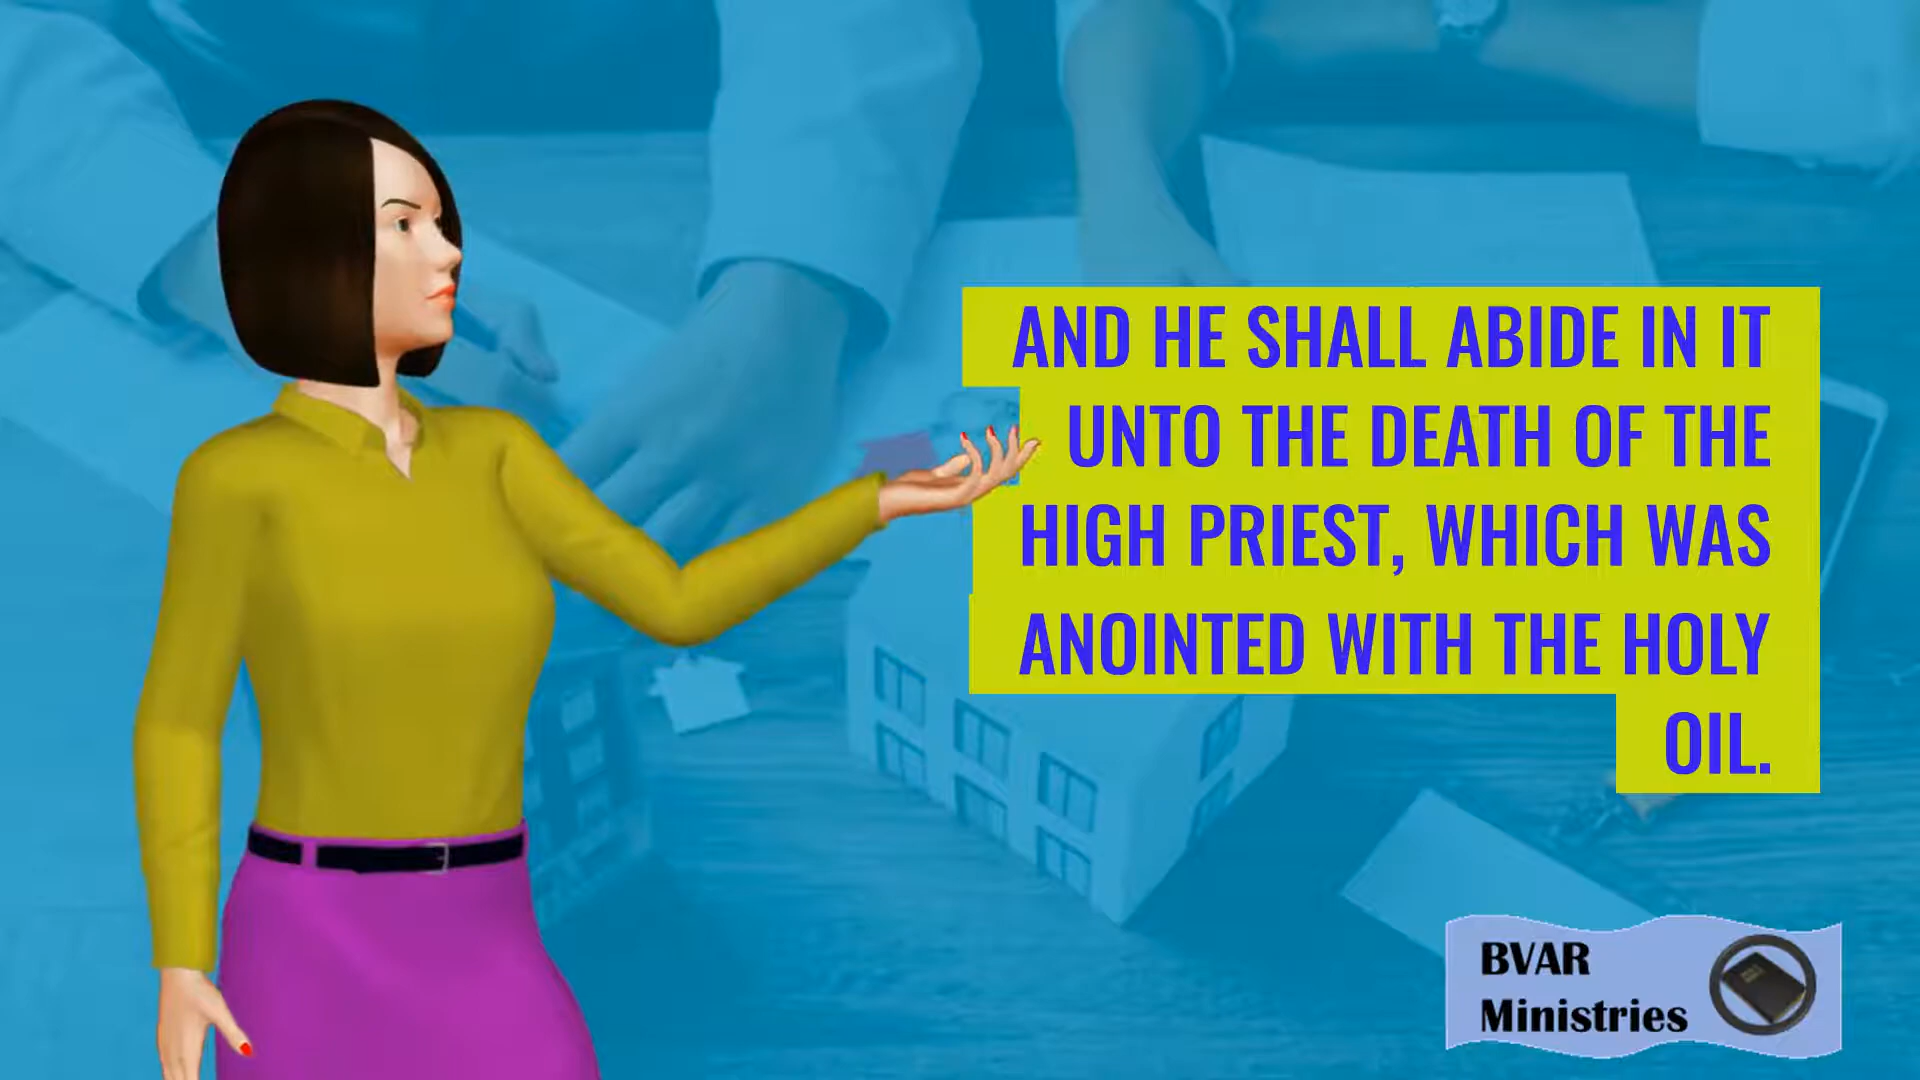 AND HE SHALL ABIDE IN IT
UNTO THE DEATH OF THE
HIGH PRIEST, WHICH WAS
ANOINTED WITH THE HOLY
OIL.
BVAR
Ministries